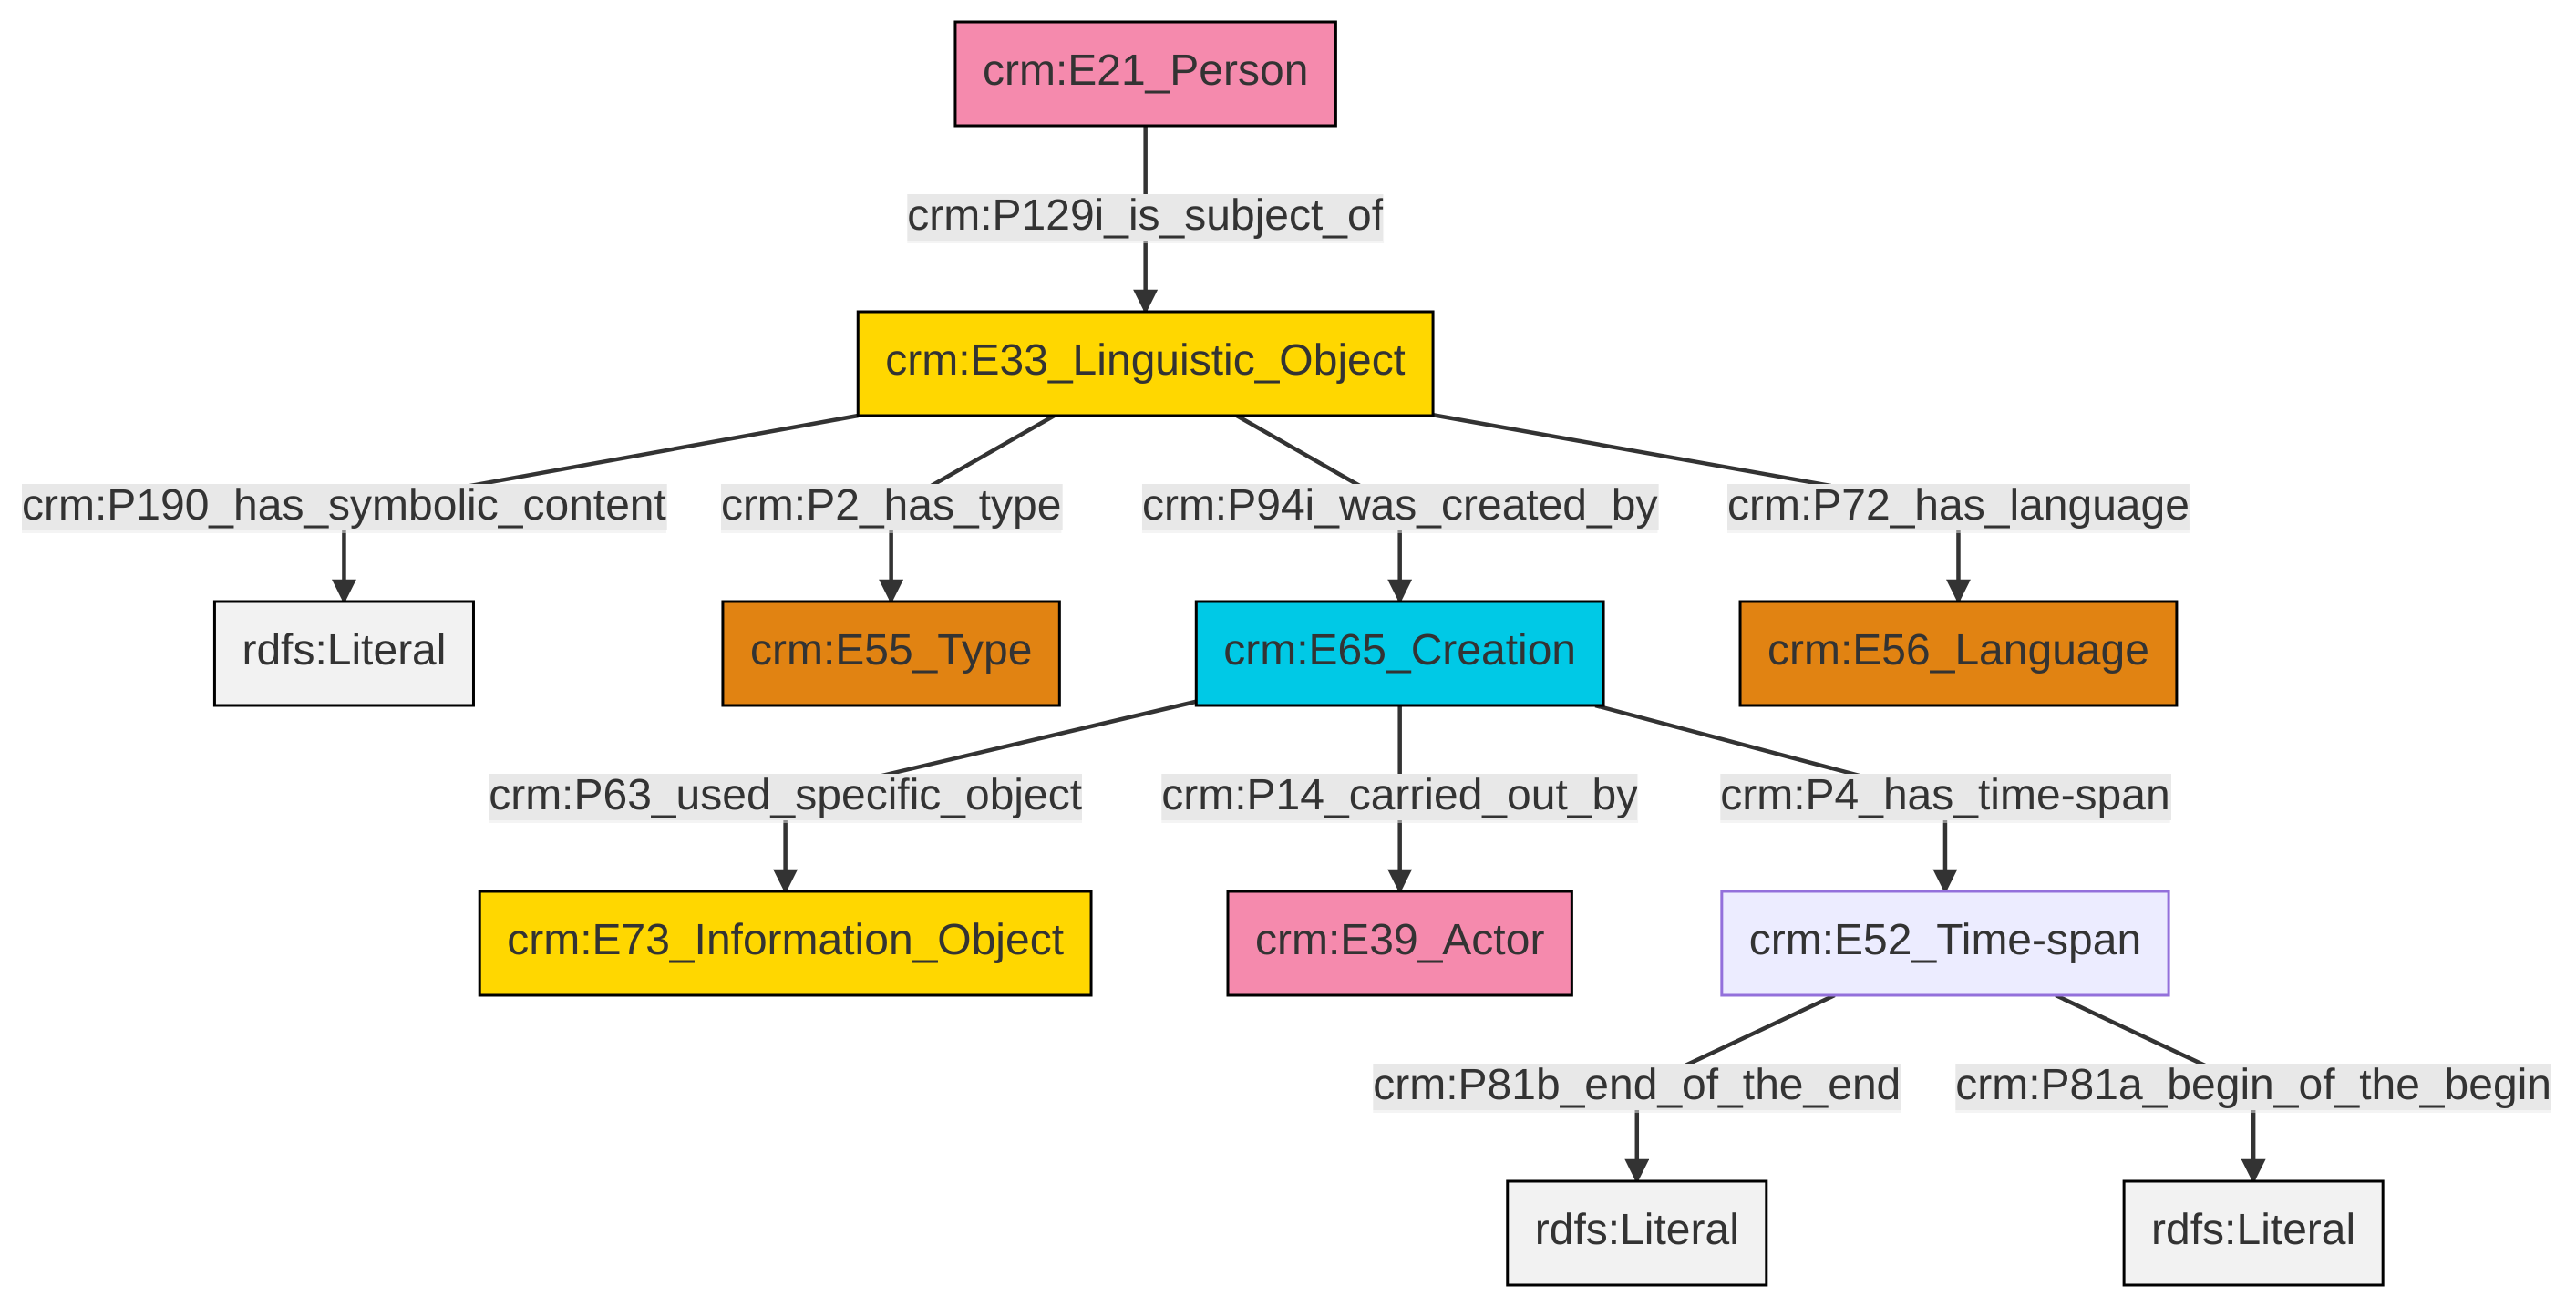 crm:E21_Person
crm:P129i_is_subject_of
crm:E33_Linguistic_Object
crm:P190_has_symbolic_content
crm:P2_has_type
crm:P94i_was_created_by
crm:P72_has_language
rdfs:Literal
crm:E55_Type
crm:E65_Creation
crm:E56_Language
crm:P63_used_specific_object
crm:P14_carried_out_by
crm:P4_has_time-span
crm:E73_Information_Object
crm:E39_Actor
crm:E52_Time-span
crm:P81b_end_of_the_end
crm:P81a_begin_of_the_begin
rdfs:Literal
rdfs:Literal